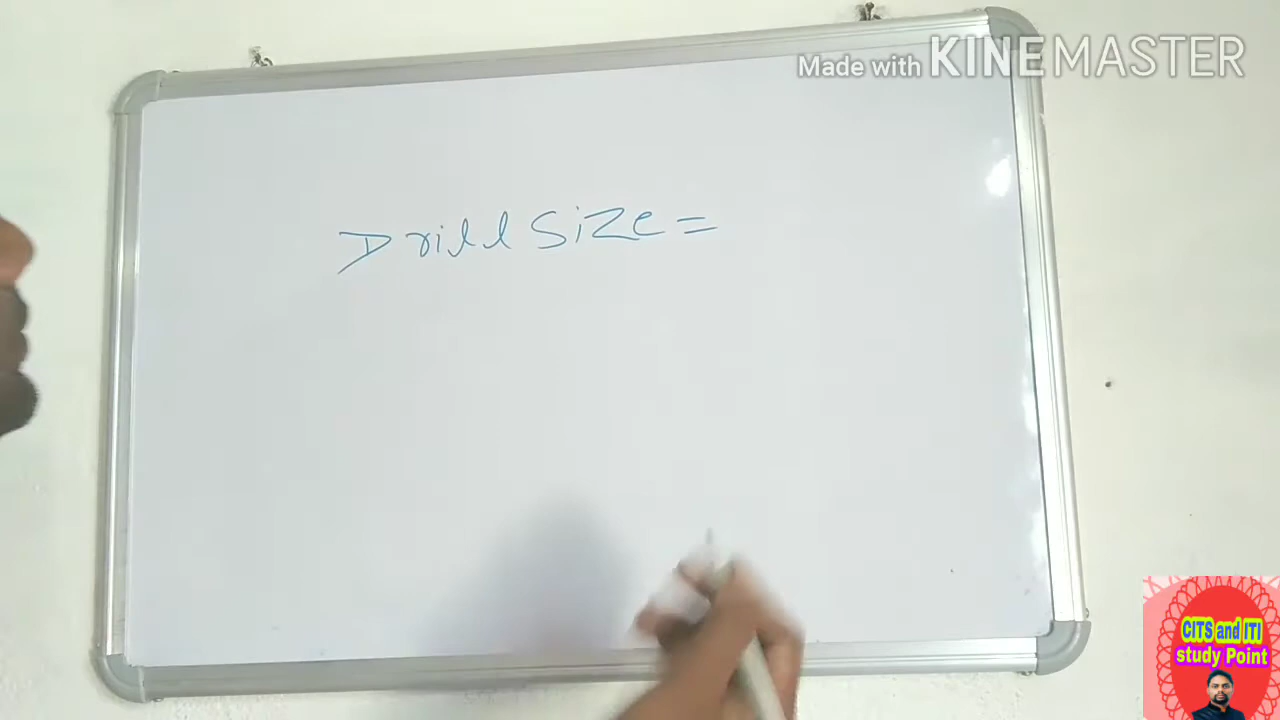 Made with KINEMASTER
Drill Size =
CITS and ITI
study Point